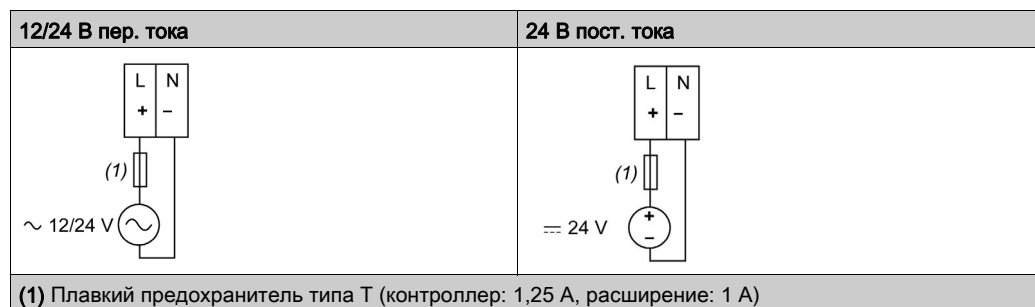 12/24 В пер. тока
24 В пост. тока
L N
+ –
(1)
~ 12/24 V
L N
+ –
(1)
⎓ 24 V
+
–
(1) Плавкий предохранитель типа T (контроллер: 1,25 А, расширение: 1 А)